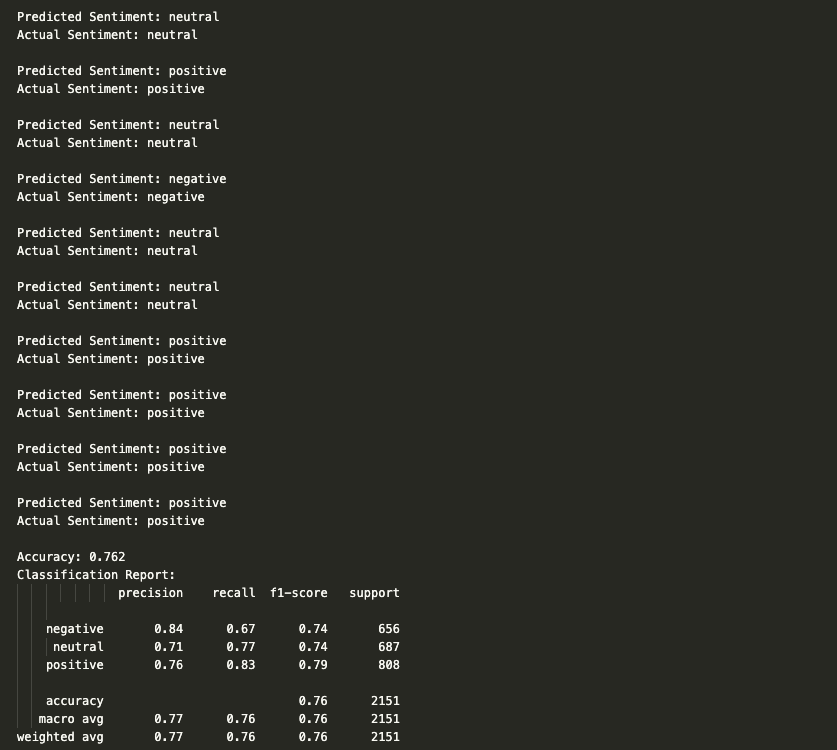 Predicted Sentiment: neutral
Actual Sentiment: neutral
Predicted Sentiment: positive
Actual Sentiment: positive
Predicted Sentiment: neutral
Actual Sentiment: neutral
Predicted Sentiment: negative
Actual Sentiment: negative
Predicted Sentiment: neutral
Actual Sentiment: neutral
Predicted Sentiment: neutral
Actual Sentiment: neutral
Predicted Sentiment: positive
Actual Sentiment: positive
Predicted Sentiment: positive
Actual Sentiment: positive
Predicted Sentiment: positive
Actual Sentiment: positive
Predicted Sentiment: positive
Actual Sentiment: positive
Accuracy: 0.762
Classification Report:
precision recall f1-score support
negative 0.84 0.67 0.74 656
neutral 0.71 0.77 0.74 687
positive 0.76 0.83 0.79 808
accuracy 0.76 2151
macro avg 0.77 0.76 0.76 2151
weighted avg 0.77 0.76 0.76 2151